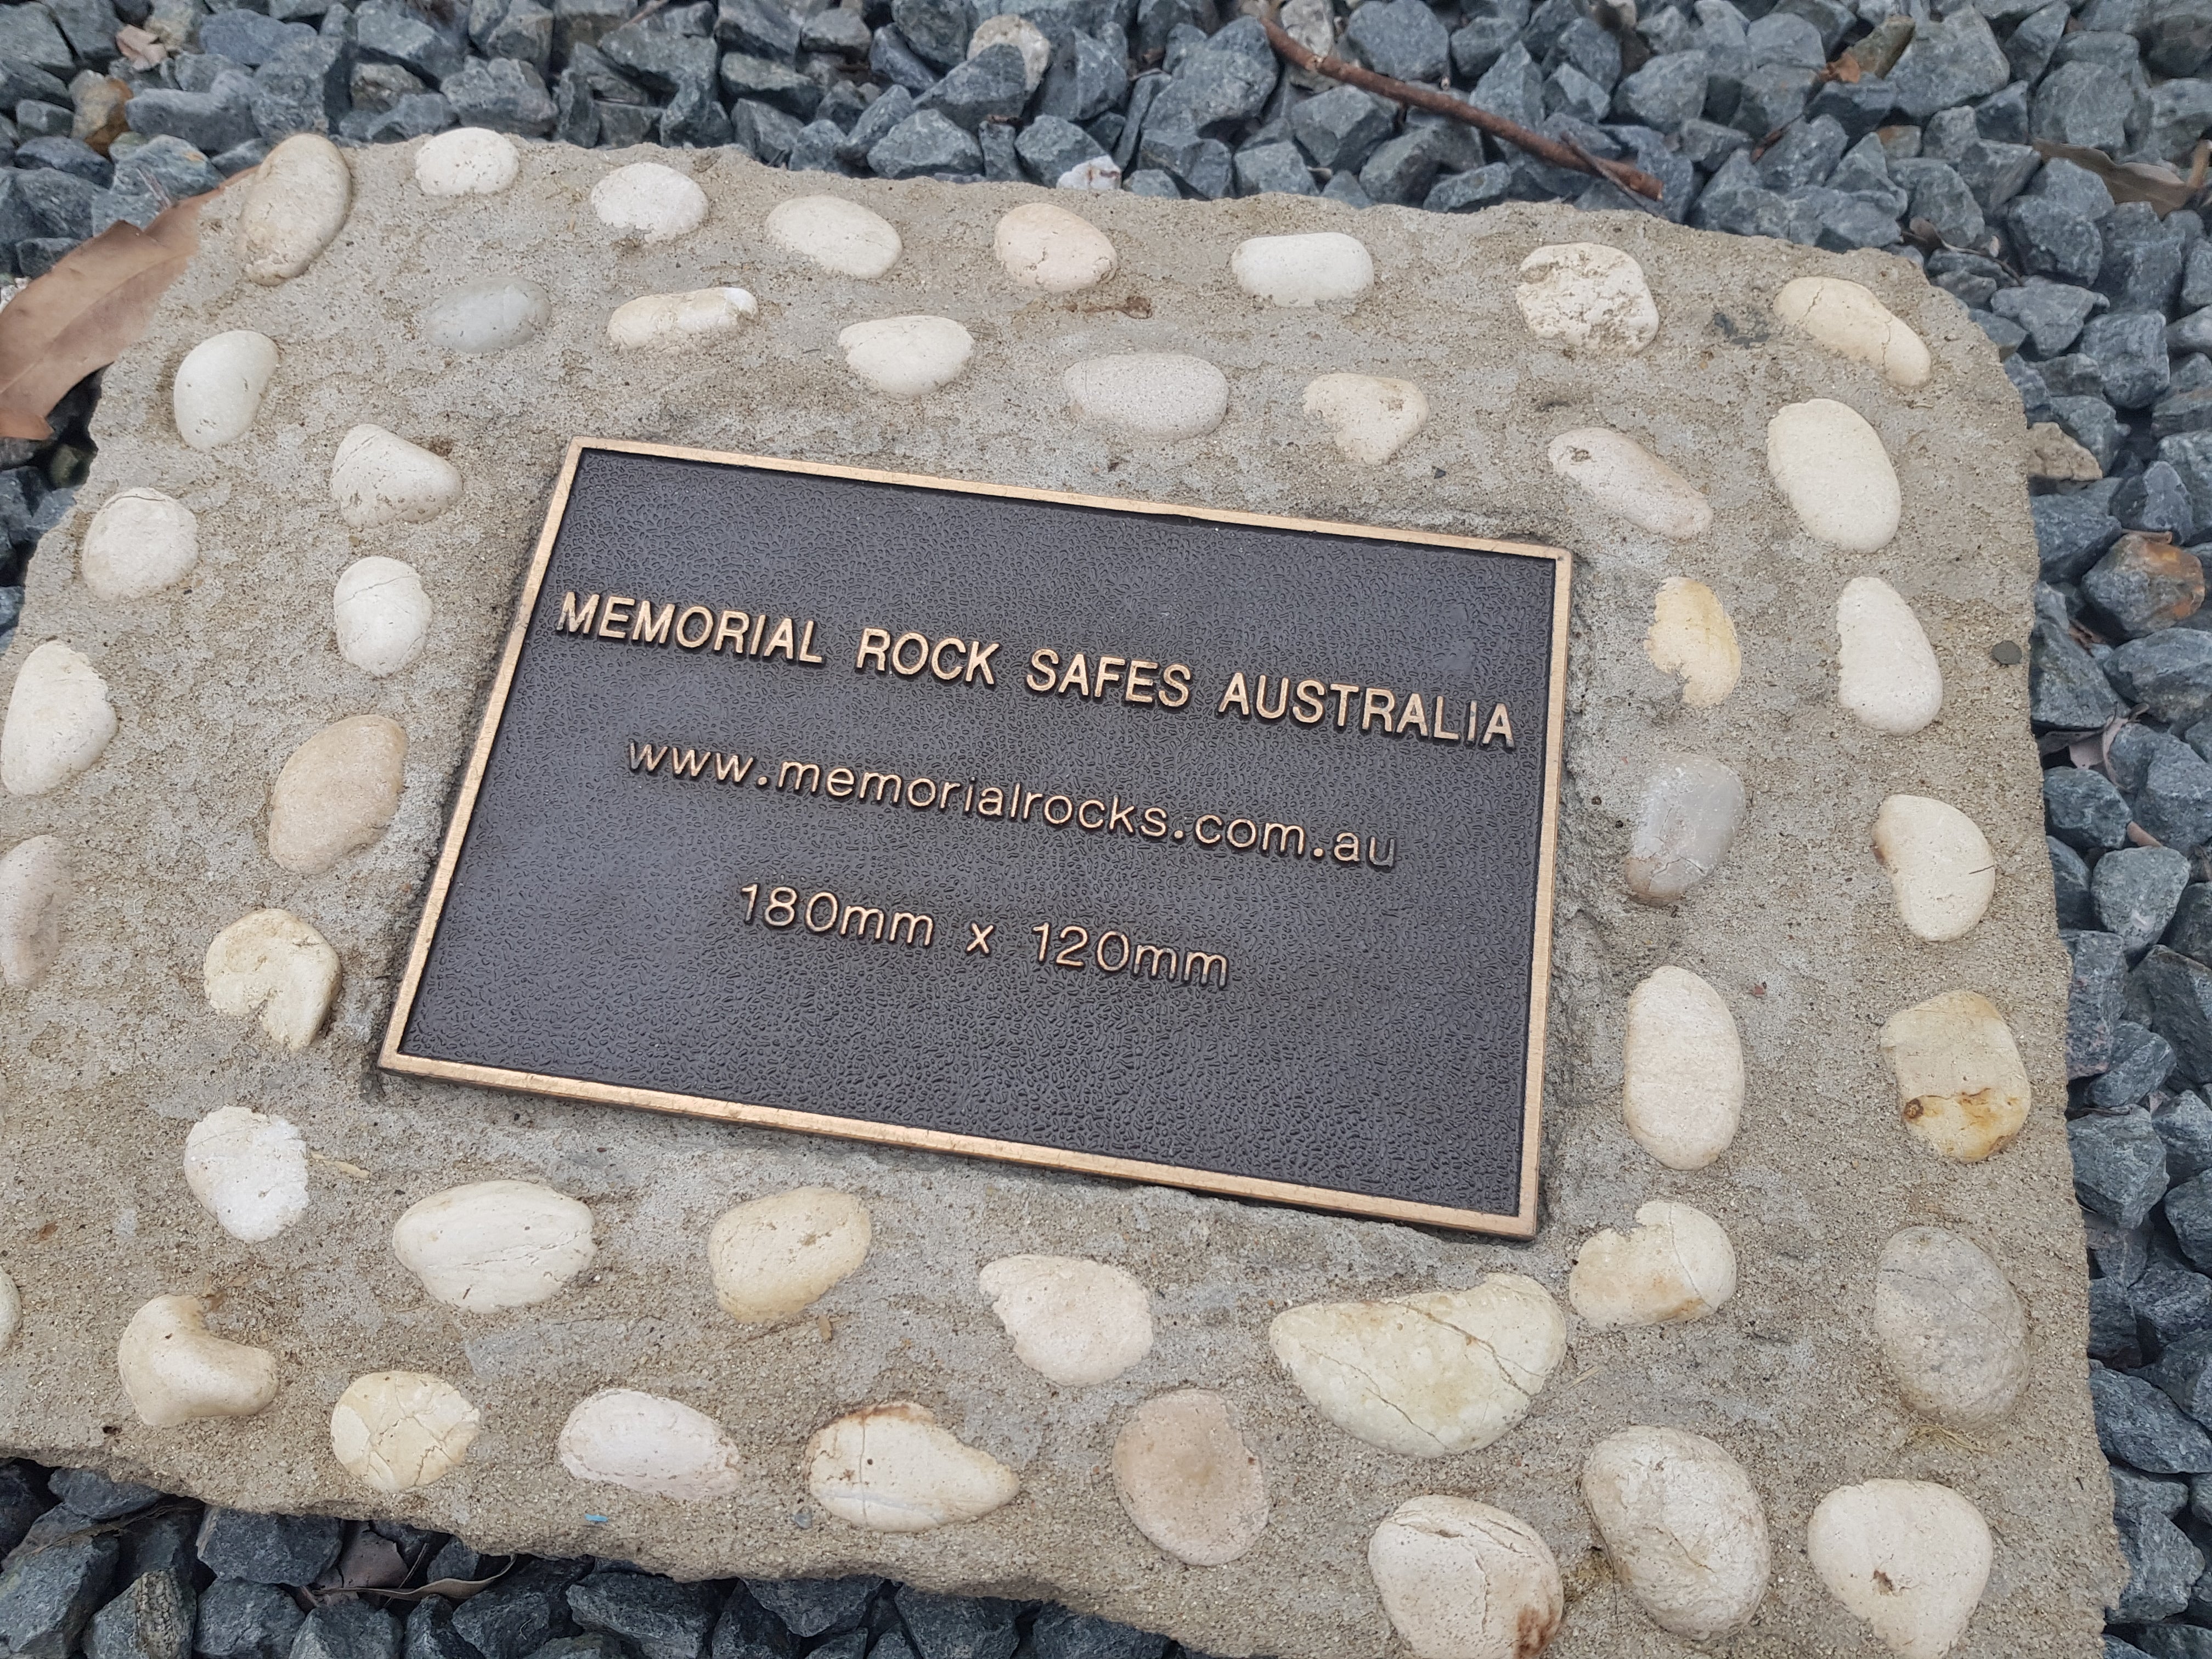 MEMORIAL ROCK SAFES AUSTRALIA
www.memorialrocks.com.au
180mm x 120mm